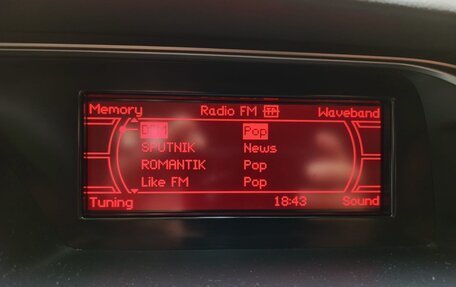 Memory Radio FM Waveband
Pop
SPUTNIK News
ROMANTIK Pop
Like FM Pop
Tuning 18:43 Sound